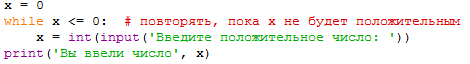 x = 0
while x <= 0:  # повторять, пока x не будет положительным
    x = int(input('Введите положительное число: '))
print('Вы ввели число', x)